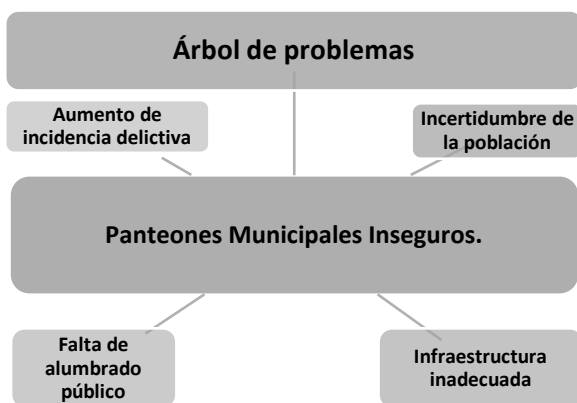 Árbol de problemas
Aumento de
incidencia delictiva
Incertidumbre de
la población
Panteones Municipales Inseguros.
Falta de
alumbrado
público
Infraestructura
inadecuada